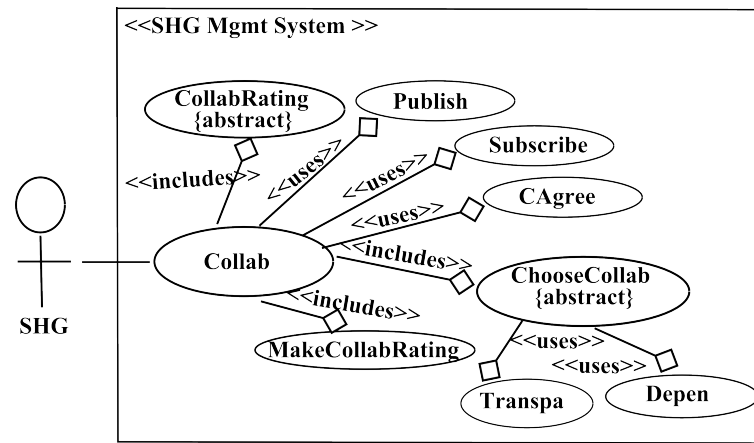 <<SHG Mgmt System >>
CollabRating
{abstract}
Publish
<<uses>>
Subscribe
<<uses>>
<<includes>>
CAgree
<<uses>>
<<includes>>
Collab
ChooseCollab
{abstract}
<<includes>>
SHG
MakeCollabRating
<<uses>>
<<uses>>
Transpa
Depen